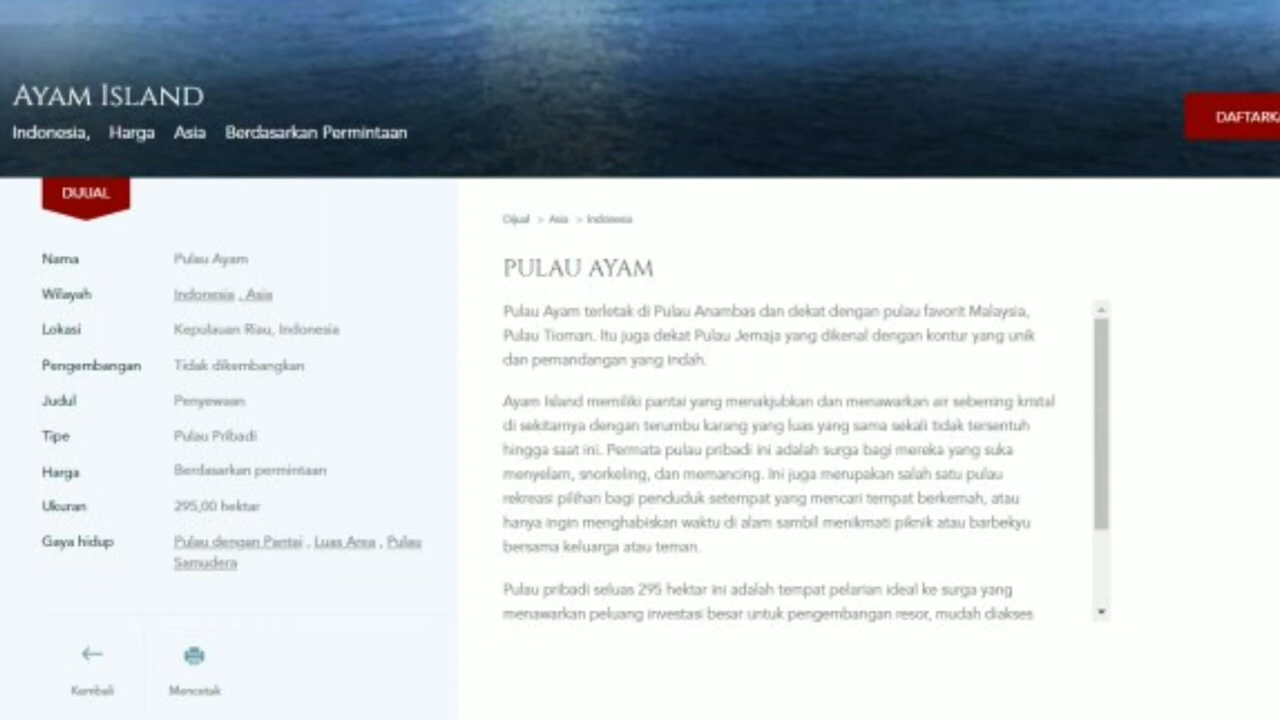 AYAM ISLAND
Indonesia, Harga Asia Berdasarkan Permintaan
DAFTARKA
DIJUAL
Nama Pulau Ayam
Wilayah Indonesia , Asia
Lokasi Kepulauan Riau, Indonesia
Pengembangan Tidak dikembangkan
Judul Penyewaan
Tipe Pulau Pribadi
Harga Berdasarkan permintaan
Ukuran 295,00 hektar
Gaya hidup Pulau dengan Pantai , Luas Area , Pulau
Samudera
Kembali
Mencetak
Dijual > Asia > Indonesia
PULAU AYAM
Pulau Ayam terletak di Pulau Anambas dan dekat dengan pulau favorit Malaysia,
Pulau Tioman. Itu juga dekat Pulau Jemaja yang dikenal dengan kontur yang unik
dan pemandangan yang indah.
Ayam Island memiliki pantai yang menakjubkan dan menawarkan air sebening kristal
di sekitarnya dengan terumbu karang yang luas yang sama sekali tidak tersentuh
hingga saat ini. Permata pulau pribadi ini adalah surga bagi mereka yang suka
menyelam, snorkeling, dan memancing. Ini juga merupakan salah satu pulau
rekreasi pilihan bagi penduduk setempat yang mencari tempat berkemah, atau
hanya ingin menghabiskan waktu di alam sambil menikmati piknik atau barbekyu
bersama keluarga atau teman.
Pulau pribadi seluas 295 hektar ini adalah tempat pelarian ideal ke surga yang
menawarkan peluang investasi besar untuk pengembangan resor, mudah diakses